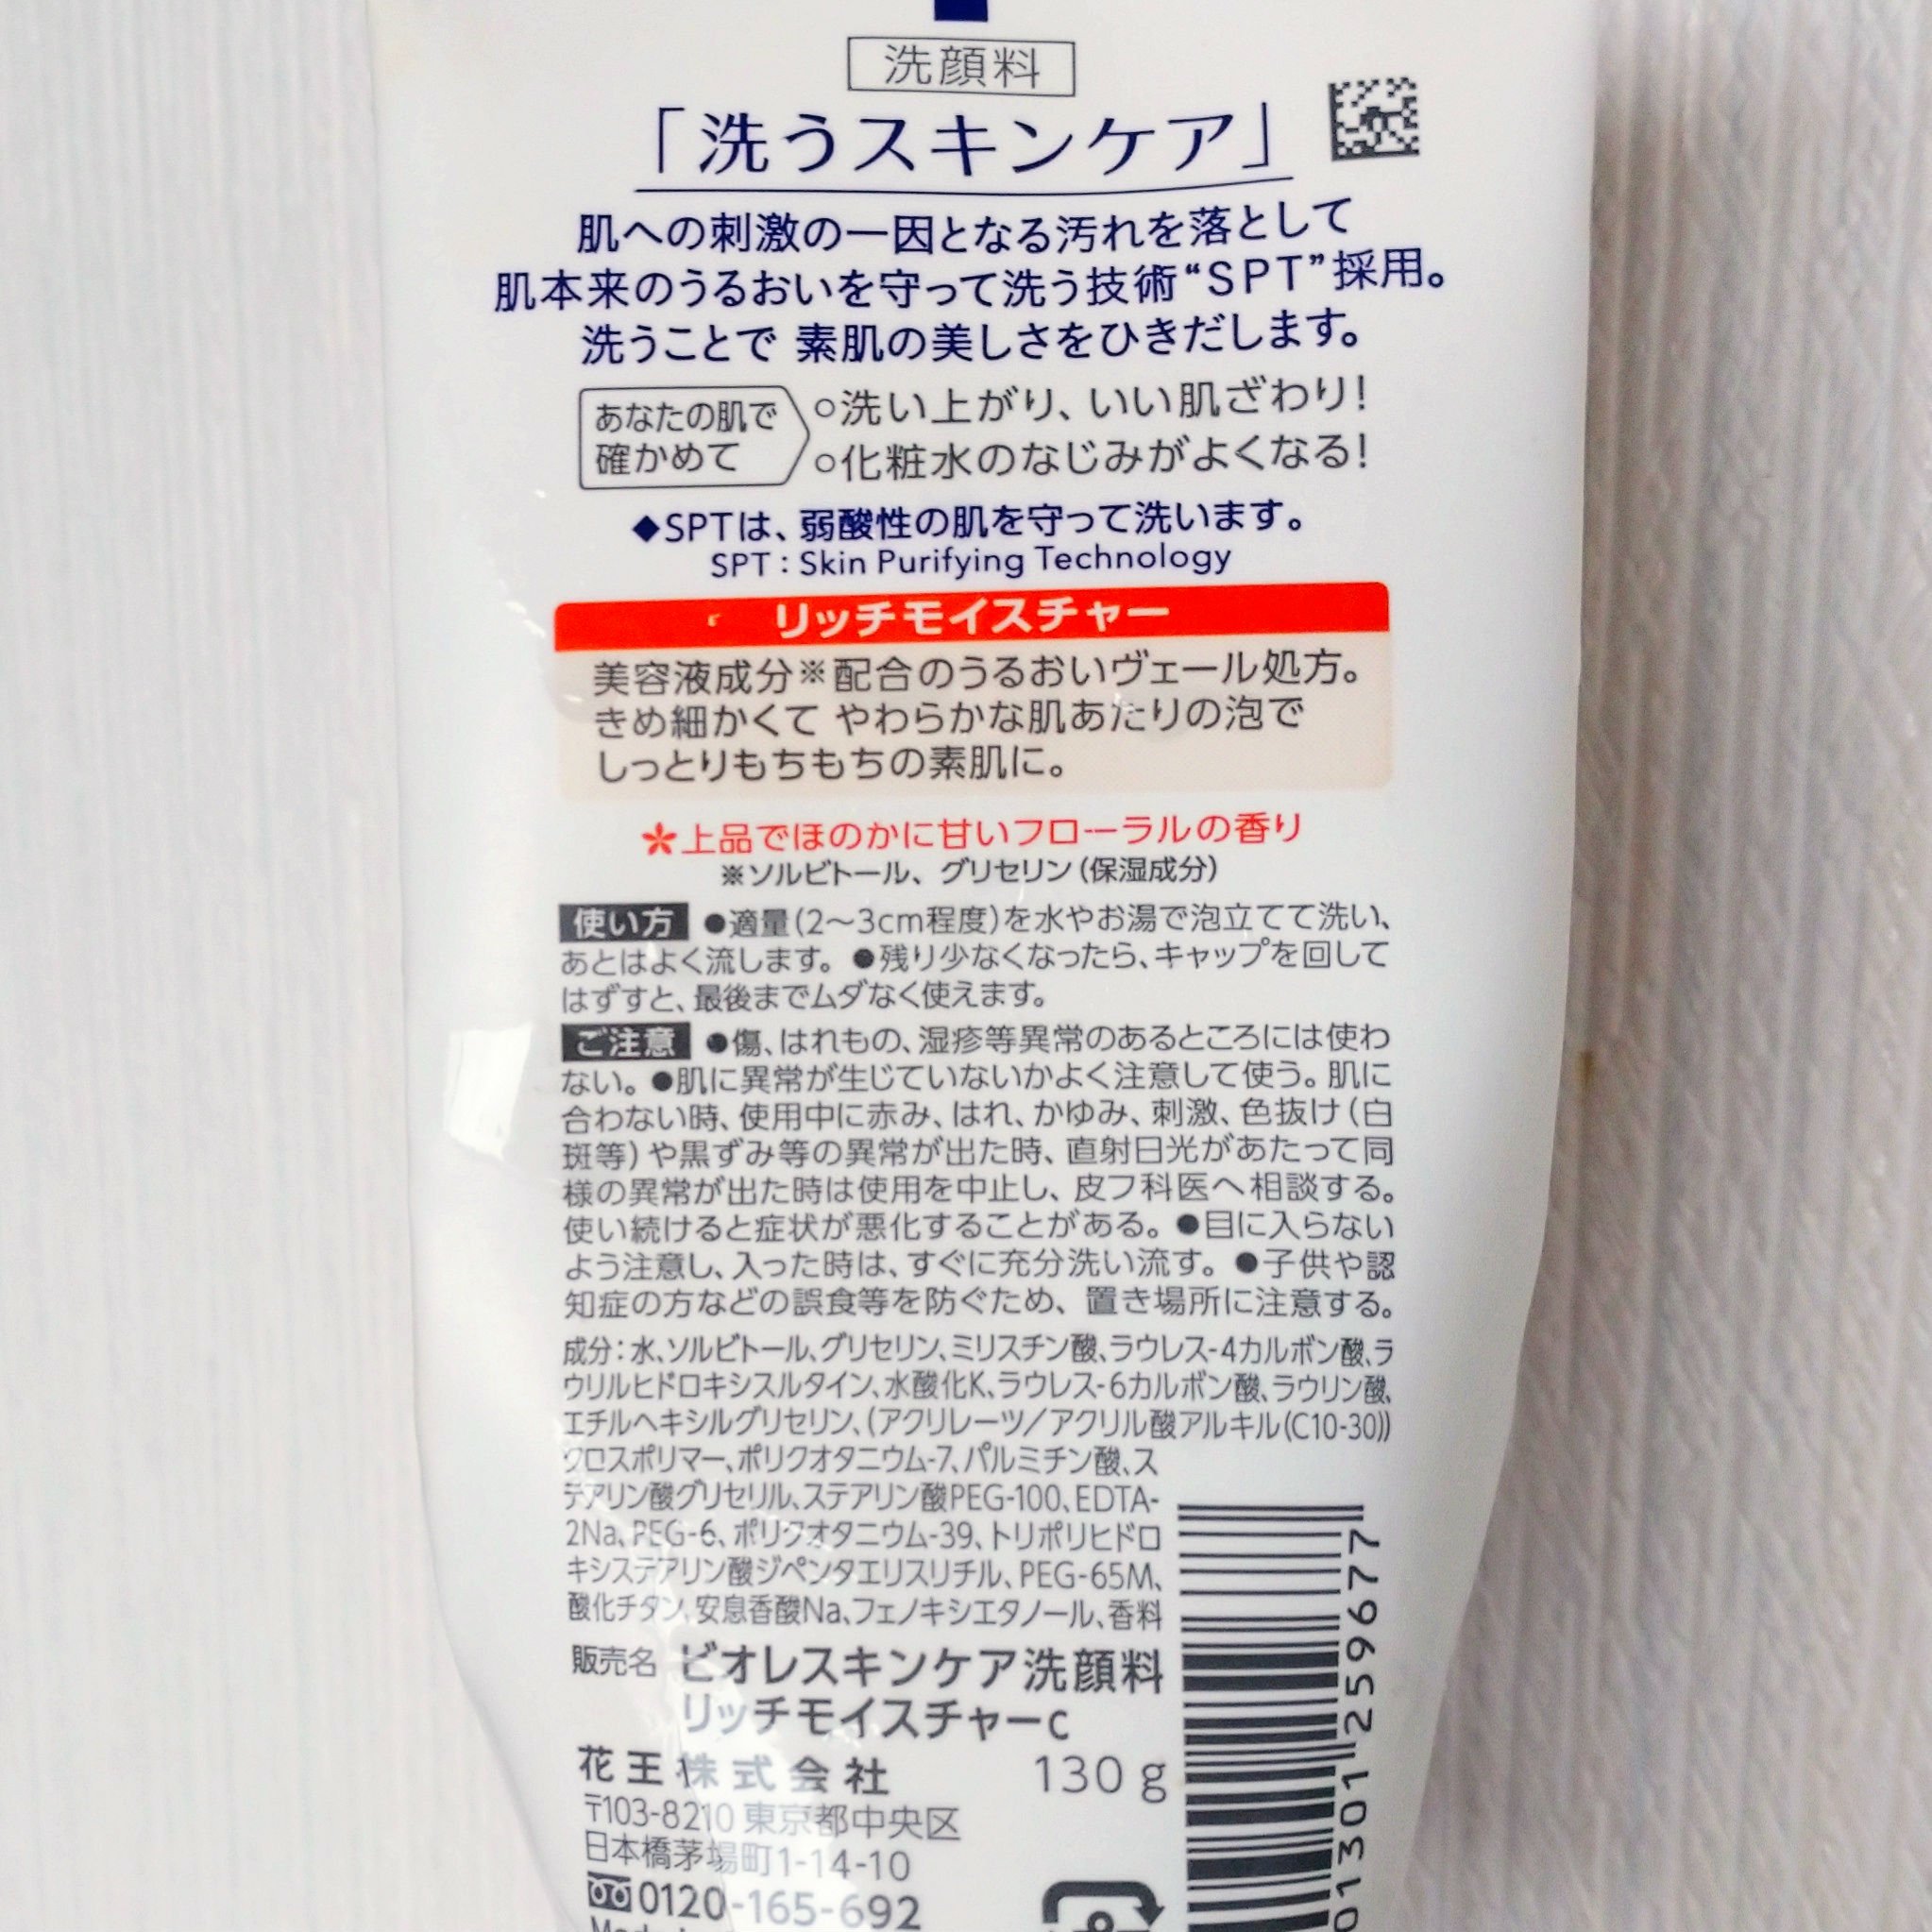 洗顔料
「洗うスキンケア」
肌への刺激の一因となる汚れを落として
肌本来のうるおいを守って洗う技術“SPT”採用。
洗うことで 素肌の美しさをひきだします。
あなたの肌で
確かめて
○洗い上がり、いい肌ざわり!
○化粧水のなじみがよくなる!
◆SPTは、弱酸性の肌を守って洗います。
SPT:Skin Purifying Technology
リッチモイスチャー
美容液成分※配合のうるおいヴェール処方。
きめ細かくて やわらかな肌あたりの泡で
しっとりもちもちの素肌に。
*上品でほのかに甘いフローラルの香り
※ソルビトール、グリセリン(保湿成分)
使い方 ●適量(2〜3cm程度)を水やお湯で泡立てて洗い、
あとはよく流します。●残り少なくなったら、キャップを回して
はずすと、最後までムダなく使えます。
ご注意 ●傷、はれもの、湿疹等異常のあるところには使わ
ない。●肌に異常が生じていないかよく注意して使う。肌に
合わない時、使用中に赤み、はれ、かゆみ、刺激、色抜け(白
斑等)や黒ずみ等の異常が出た時、直射日光があたって同
様の異常が出た時は使用を中止し、皮フ科医へ相談する。
使い続けると症状が悪化することがある。●目に入らない
よう注意し、入った時は、すぐに充分洗い流す。●子供や認
知症の方などの誤食等を防ぐため、置き場所に注意する。
成分:水、ソルビトール、グリセリン、ミリスチン酸、ラウレス-4カルボン酸、ラ
ウリルヒドロキシスルタイン、水酸化K、ラウレス-6カルボン酸、ラウリン酸、
エチルヘキシルグリセリン、(アクリレーツ/アクリル酸アルキル(C10-30))
クロスポリマー、ポリクオタニウム-7、パルミチン酸、ス
テアリン酸グリセリル、ステアリン酸PEG-100、EDTA-
2Na、PEG-6、ポリクオタニウム-39、トリポリヒドロ
キシステアリン酸ジペンタエリスリチル、PEG-65M、
酸化チタン、安息香酸Na、フェノキシエタノール、香料
販売名 ビオレスキンケア洗顔料
リッチモイスチャーc
花王株式会社 130g
〒103-8210 東京都中央区
日本橋茅場町1-14-10
0120-165-692
01301 259677